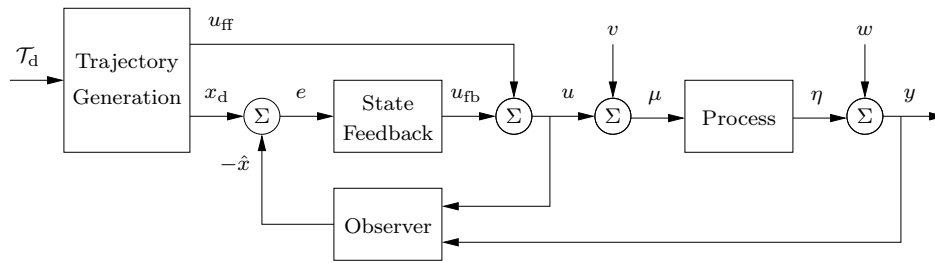 𝒯_d
Trajectory
Generation
u_ff
x_d
Σ
e
State
Feedback
u_fb
Σ
u
v
Σ
μ
Process
η
w
Σ
y
−x̂
Observer